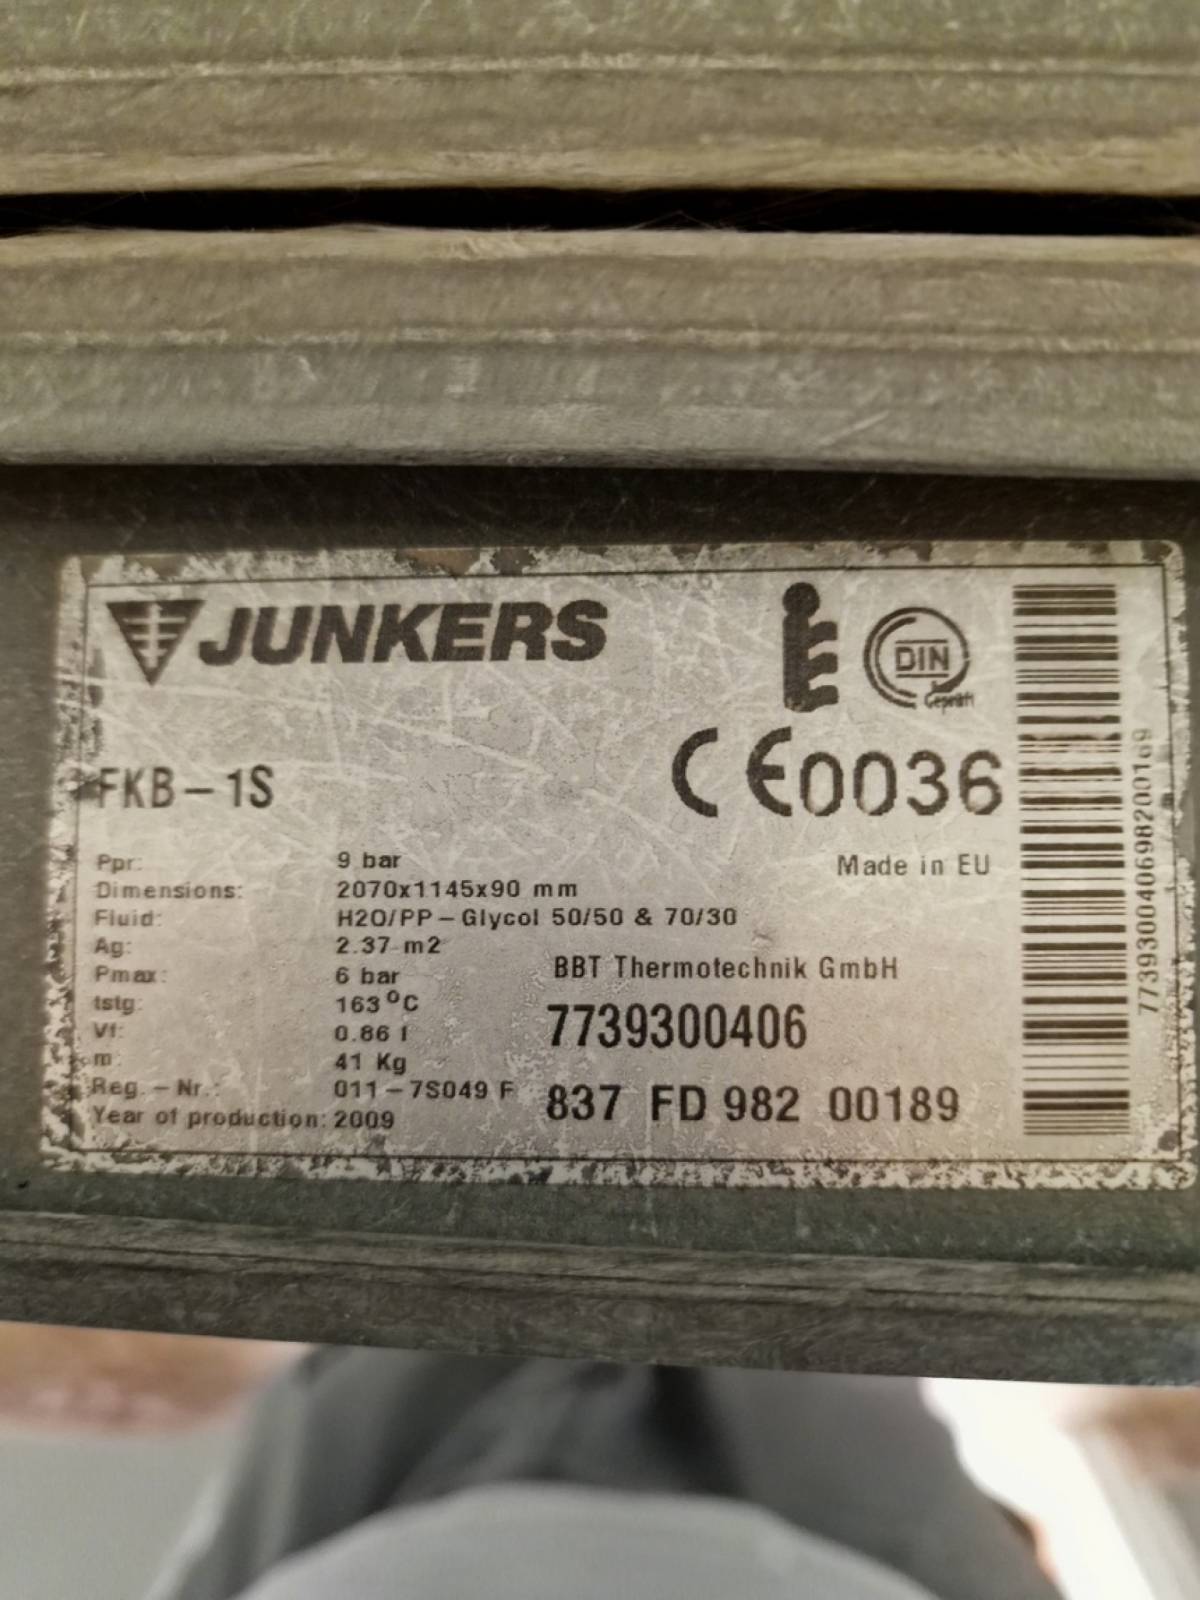 JUNKERS
DIN
Geprüft
FKB-1S
CE0036
Made in EU
Ppr: 9 bar
Dimensions: 2070x1145x90 mm
Fluid: H2O/PP-Glycol 50/50 & 70/30
Ag: 2.37 m2
Pmax: 6 bar
tstg: 163°C
Vf: 0.86 l
m: 41 Kg
Reg.-Nr.: 011-7S049 F
Year of production: 2009
BBT Thermotechnik GmbH
7739300406
837 FD 982 00189